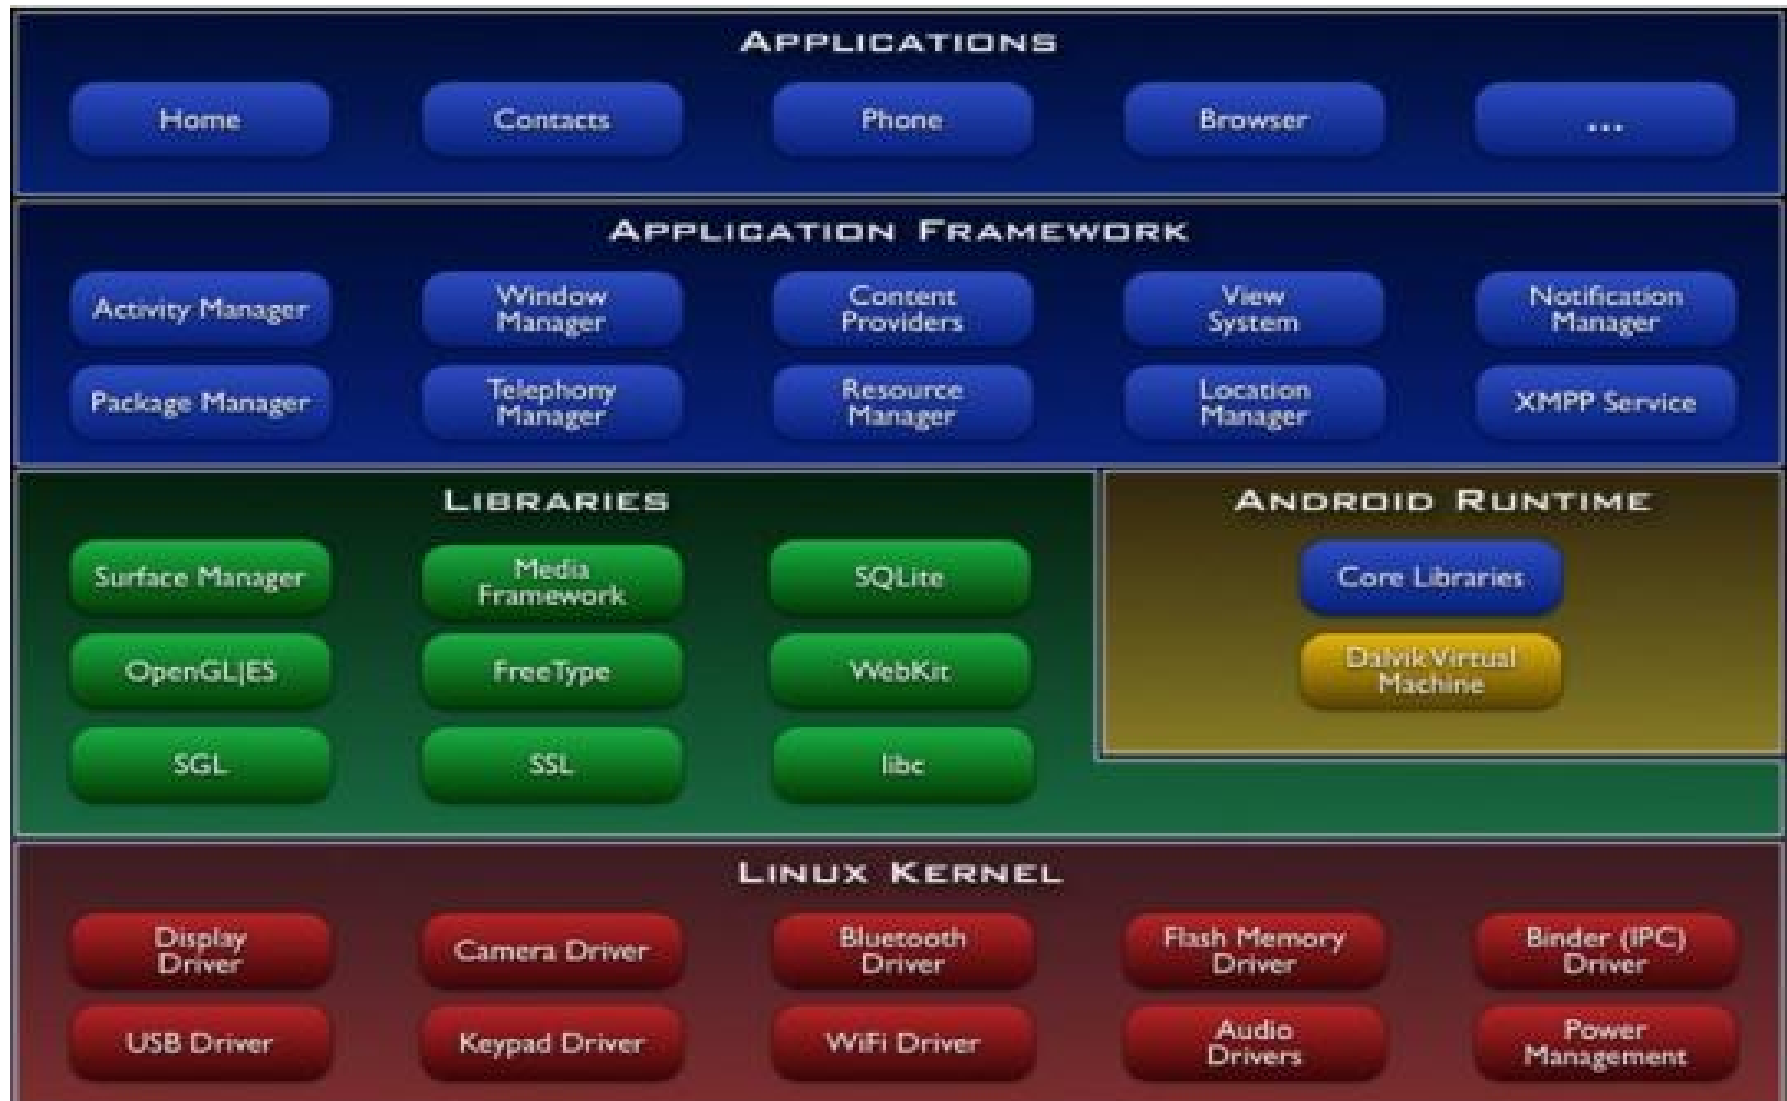 APPLICATIONS
Home
Contacts
Phone
Browser
...
APPLICATION FRAMEWORK
Activity Manager
Window
Manager
Content
Providers
View
System
Notification
Manager
Package Manager
Telephony
Manager
Resource
Manager
Location
Manager
XMPP Service
LIBRARIES
Surface Manager
Media
Framework
SQLite
OpenGL|ES
FreeType
WebKit
SGL
SSL
libc
ANDROID RUNTIME
Core Libraries
Dalvik Virtual
Machine
LINUX KERNEL
Display
Driver
Camera Driver
Bluetooth
Driver
Flash Memory
Driver
Binder (IPC)
Driver
USB Driver
Keypad Driver
WiFi Driver
Audio
Drivers
Power
Management